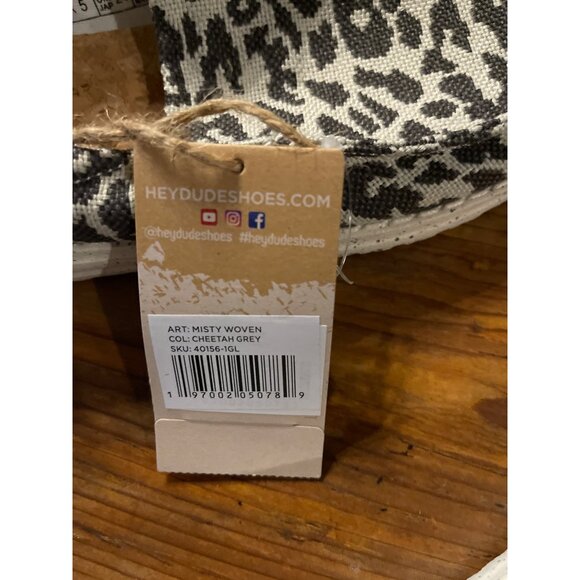 HEYDUDESHOES.COM
@heydudeshoes #heydudeshoes
ART: MISTY WOVEN
COL: CHEETAH GREY
SKU: 40156-1GL
1 97002 05078 9